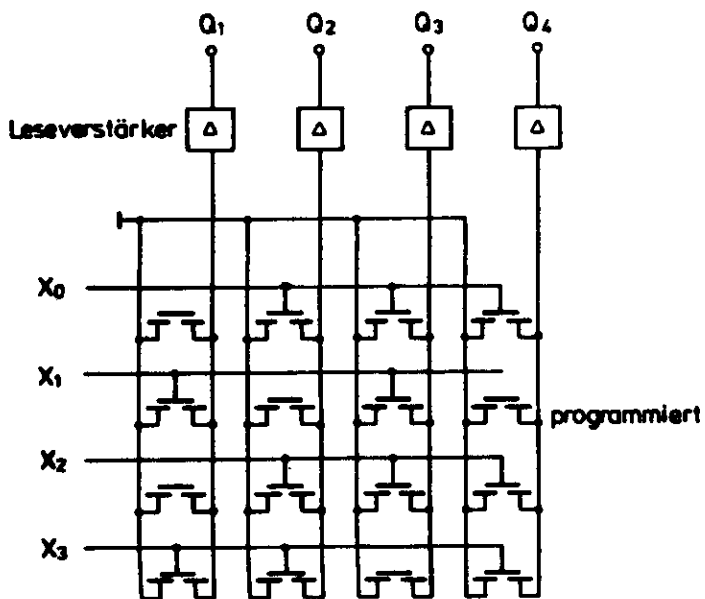 Q₁ Q₂ Q₃ Q₄
Leseverstärker Δ Δ Δ Δ
X₀
X₁
programmiert
X₂
X₃